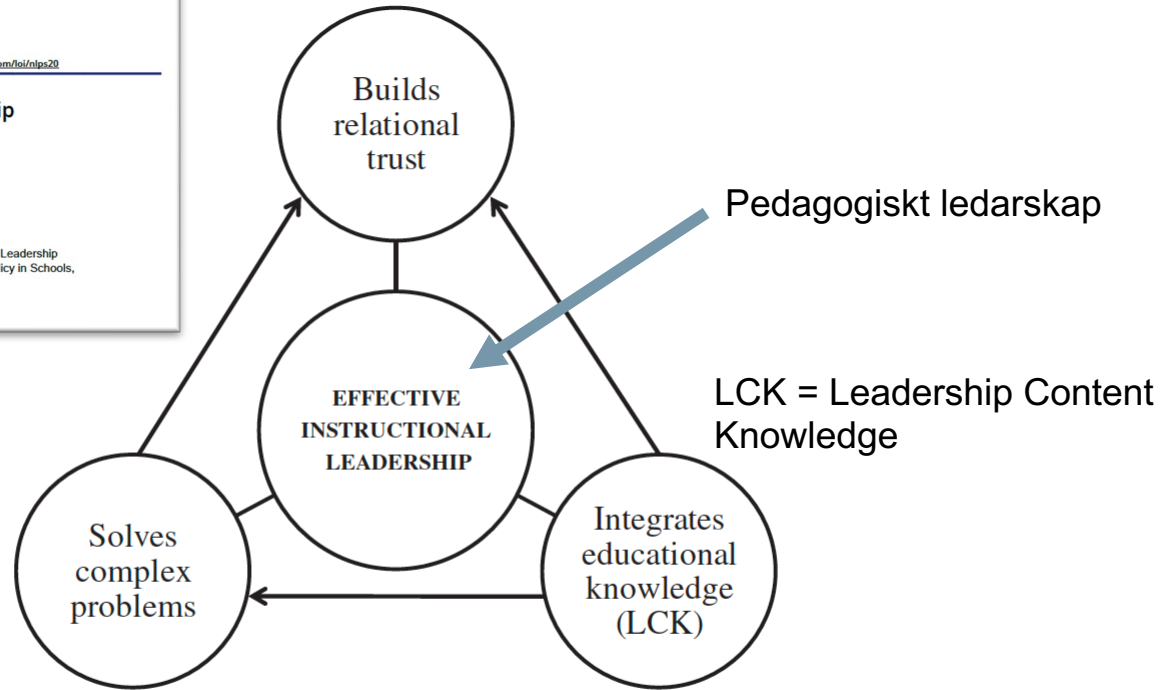 om/loi/nlps20
ip
Leadership
icy in Schools,
Builds
relational
trust
Pedagogiskt ledarskap
EFFECTIVE
INSTRUCTIONAL
LEADERSHIP
LCK = Leadership Content
Knowledge
Solves
complex
problems
Integrates
educational
knowledge
(LCK)